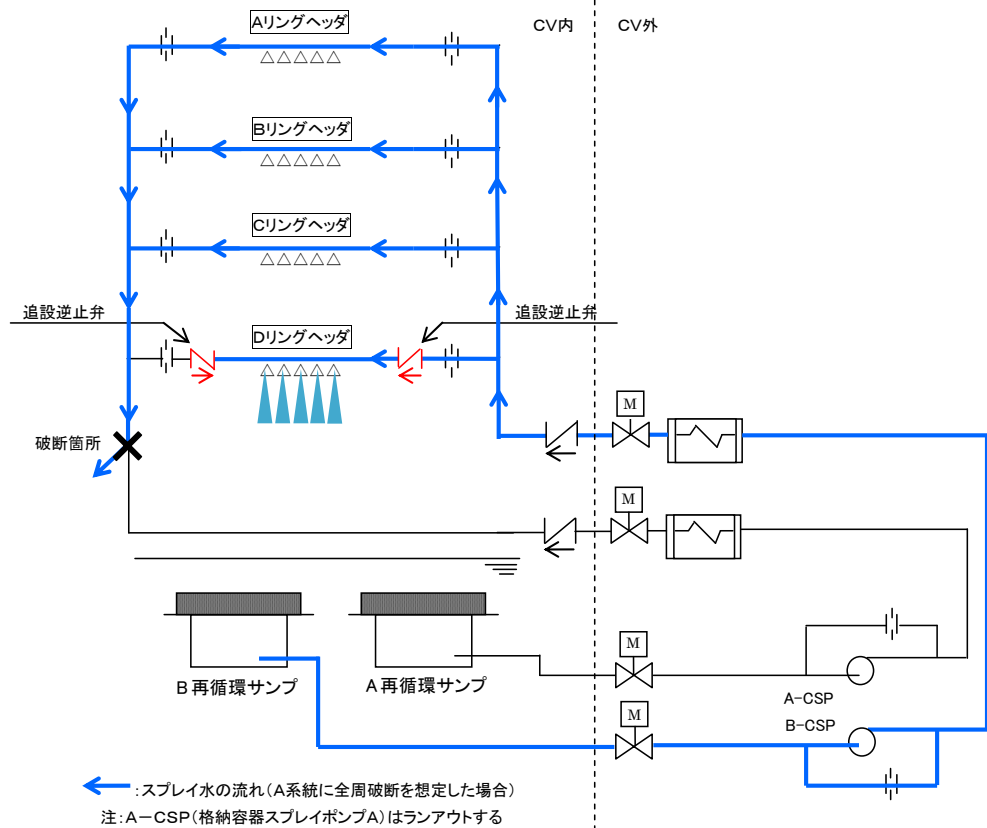 Aリングヘッダ
CV内
CV外
Bリングヘッダ
Cリングヘッダ
追設逆止弁
追設逆止弁
Dリングヘッダ
M
破断箇所
M
M
B再循環サンプ
A再循環サンプ
A-CSP
B-CSP
M
:スプレイ水の流れ(A系統に全周破断を想定した場合)
注:A-CSP(格納容器スプレイポンプA)はランアウトする